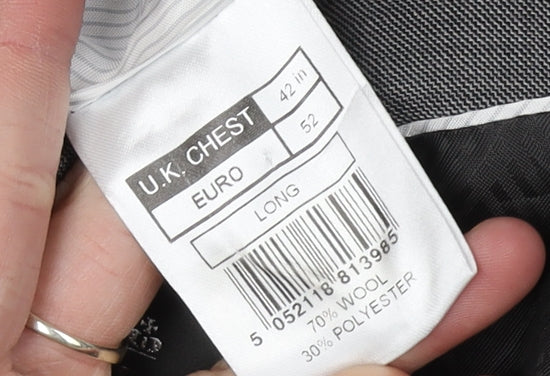 U.K. CHEST 42 in
EURO 52
LONG
5 052118 813985
70% WOOL
30% POLYESTER